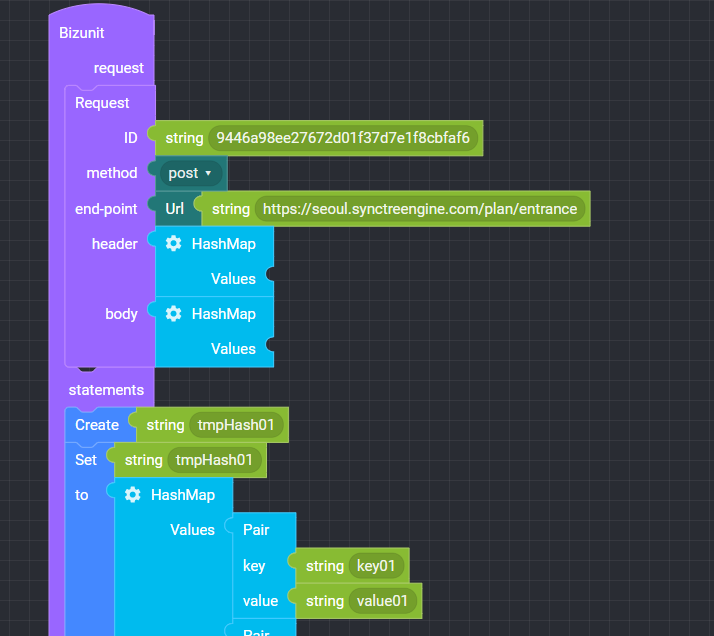 Bizunit
request
Request
ID string 9446a98ee27672d01f37d7e1f8cbfaf6
method post
end-point Url string https://seoul.synctreengine.com/plan/entrance
header HashMap
Values
body HashMap
Values
statements
Create string tmpHash01
Set string tmpHash01
to HashMap
Values Pair
key string key01
value string value01
Pair